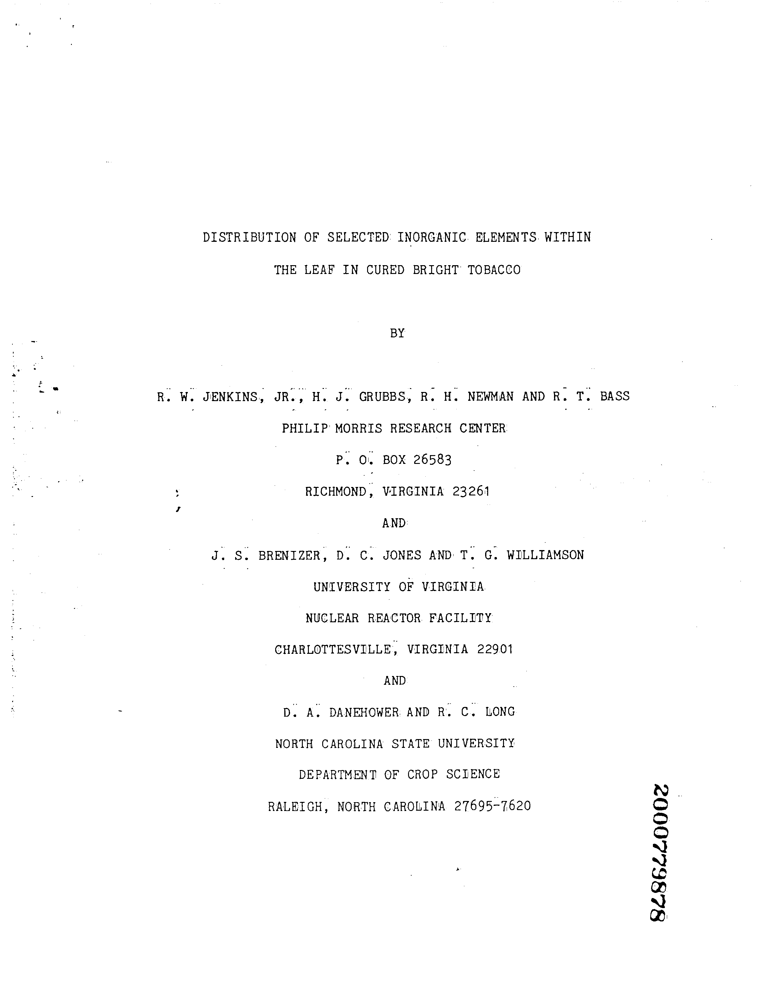 DISTRIBUTION OF SELECTED INORGANIC ELEMENTS WITHIN
THE LEAF IN CURED BRIGHT TOBACCO
BY
R. W. JENKINS, JR., H. J. GRUBBS, R. H. NEWMAN AND R. T. BASS
PHILIP MORRIS RESEARCH CENTER
P. O. BOX 26583
RICHMOND, VIRGINIA 23261
AND
J. S. BRENIZER, D. C. JONES AND T. G. WILLIAMSON
UNIVERSITY OF VIRGINIA
NUCLEAR REACTOR FACILITY
CHARLOTTESVILLE, VIRGINIA 22901
AND
D. A. DANEHOWER AND R. C. LONG
NORTH CAROLINA STATE UNIVERSITY
DEPARTMENT OF CROP SCIENCE
RALEIGH, NORTH CAROLINA 27695-7620
2000779878